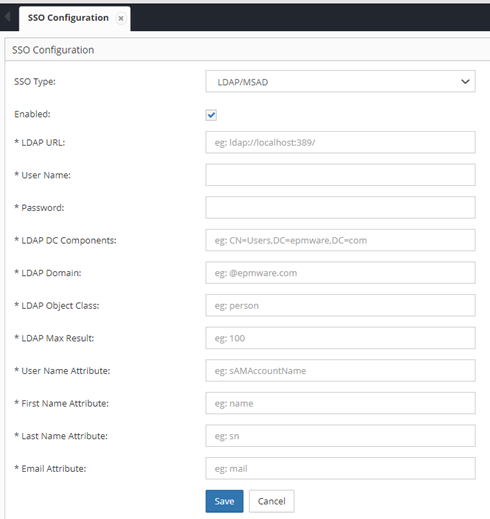 SSO Configuration
SSO Configuration
SSO Type: LDAP/MSAD
Enabled:
* LDAP URL: eg: ldap://localhost:389/
* User Name:
* Password:
* LDAP DC Components: eg: CN=Users,DC=epmware,DC=com
* LDAP Domain: eg: @epmware.com
* LDAP Object Class: eg: person
* LDAP Max Result: eg: 100
* User Name Attribute: eg: sAMAccountName
* First Name Attribute: eg: name
* Last Name Attribute: eg: sn
* Email Attribute: eg: mail
Save Cancel